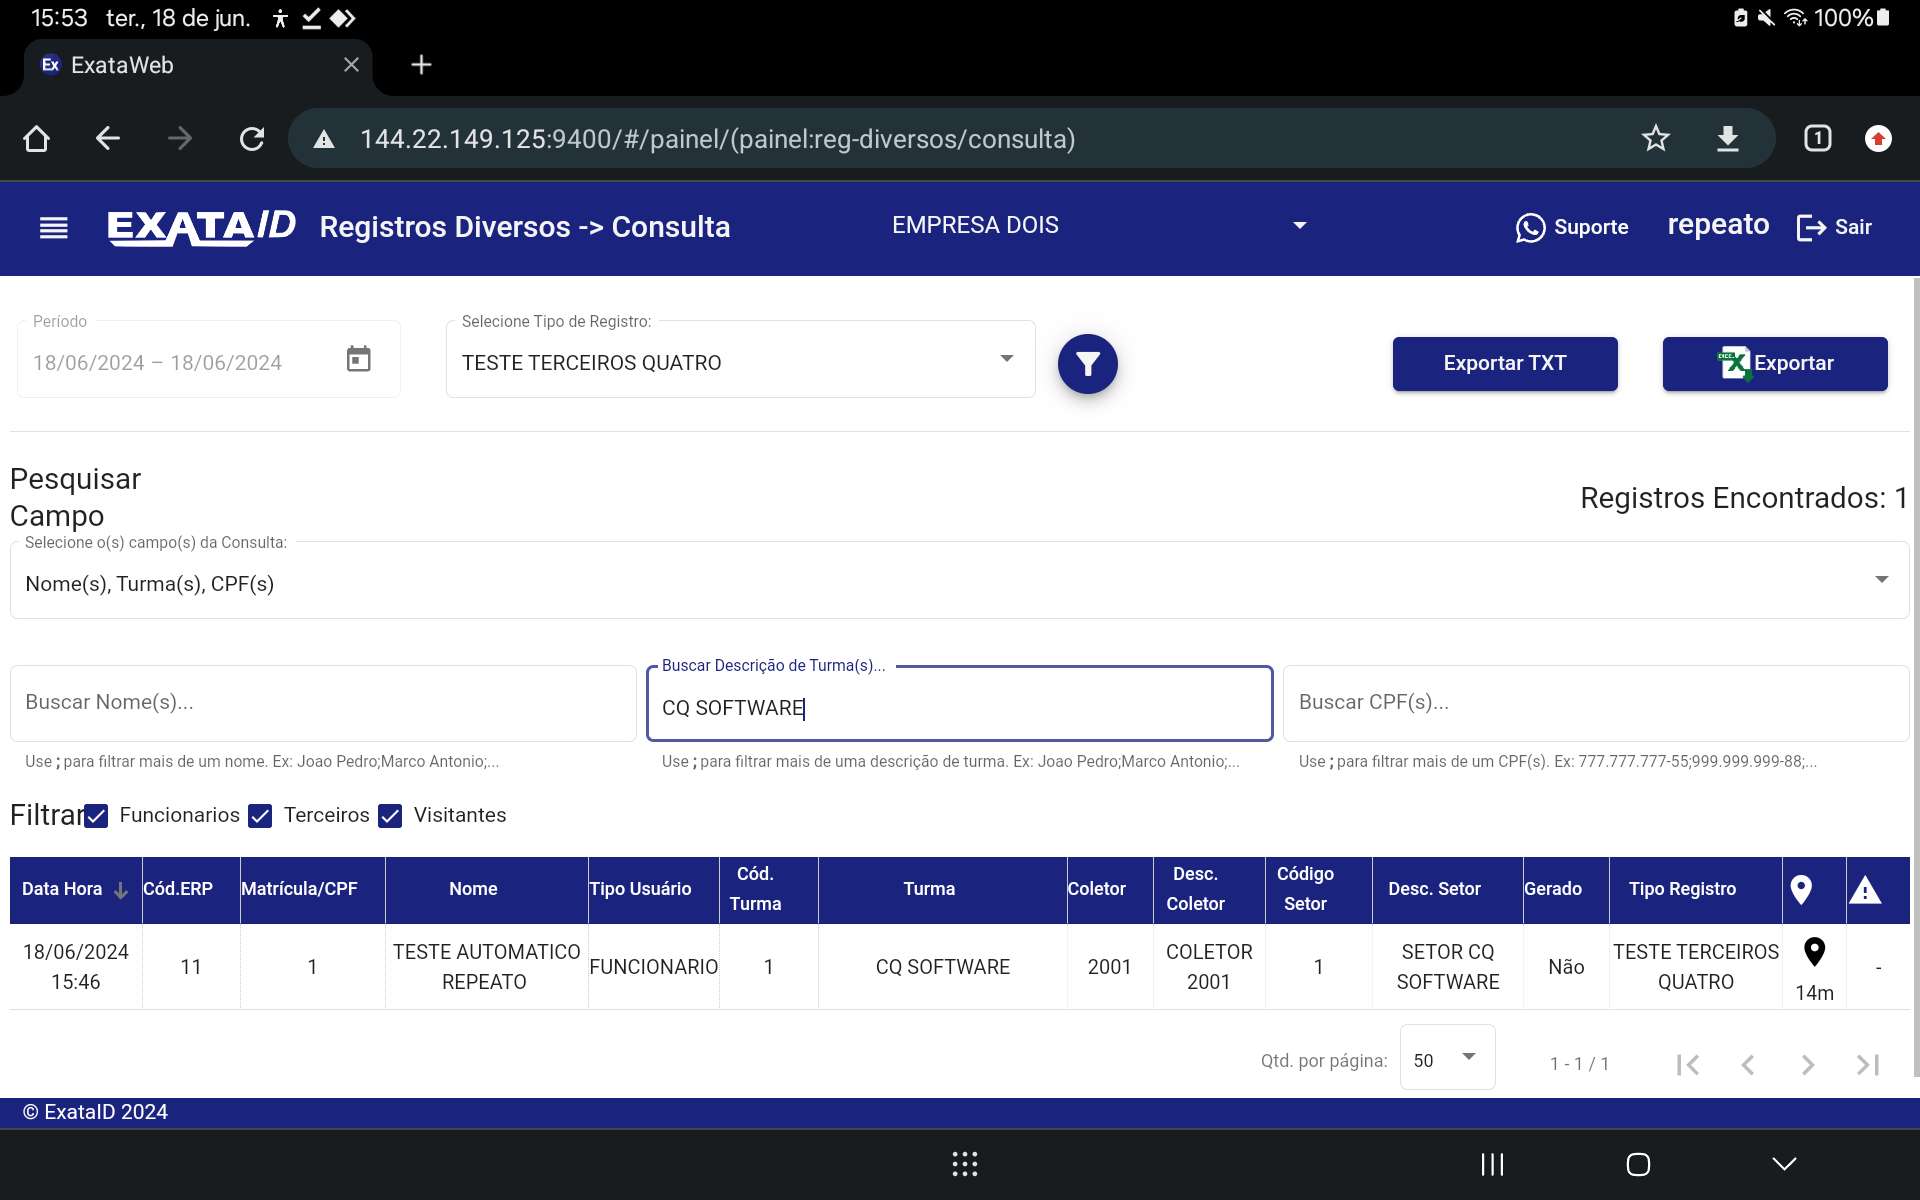 15:53 ter., 18 de jun. 100%
Ex ExataWeb
144.22.149.125:9400/#/painel/(painel:reg-diversos/consulta) 1
EXATAID Registros Diversos -> Consulta EMPRESA DOIS Suporte repeato Sair
Período Selecione Tipo de Registro:
18/06/2024 – 18/06/2024 TESTE TERCEIROS QUATRO Exportar TXT Exportar
Pesquisar
Campo
Registros Encontrados: 1
Selecione o(s) campo(s) da Consulta:
Nome(s), Turma(s), CPF(s)
Buscar Descrição de Turma(s)...
Buscar Nome(s)... CQ SOFTWARE Buscar CPF(s)...
Use ; para filtrar mais de um nome. Ex: Joao Pedro;Marco Antonio;... Use ; para filtrar mais de uma descrição de turma. Ex: Joao Pedro;Marco Antonio;... Use ; para filtrar mais de um CPF(s). Ex: 777.777.777-55;999.999.999-88;...
Filtrar Funcionarios Terceiros Visitantes
Data Hora Cód.ERP Matrícula/CPF Nome Tipo Usuário Cód. Turma Turma Coletor Desc. Coletor Código Setor Desc. Setor Gerado Tipo Registro
18/06/2024 15:46 11 1 TESTE AUTOMATICO REPEATO FUNCIONARIO 1 CQ SOFTWARE 2001 COLETOR 2001 1 SETOR CQ SOFTWARE Não TESTE TERCEIROS QUATRO 14m -
Qtd. por página: 50 1 - 1 / 1
© ExataID 2024